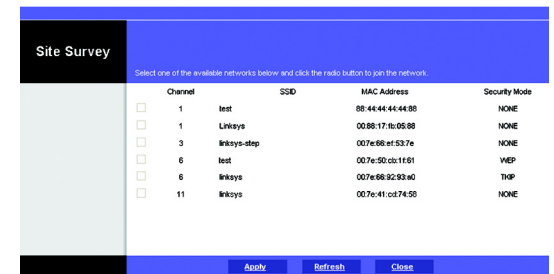 Site Survey
Select one of the available networks below and click the radio button to join the network.
Channel SSID MAC Address Security Mode
1 test 88:44:44:44:44:88 NONE
1 Linksys 00:88:17:fb:05:88 NONE
3 linksys-step 00:7e:66:ef:53:7e NONE
6 test 00:7e:50:cb:1f:61 WEP
6 linksys 00:7e:66:92:93:a0 TKIP
11 linksys 00:7e:41:cd:74:58 NONE
Apply Refresh Close